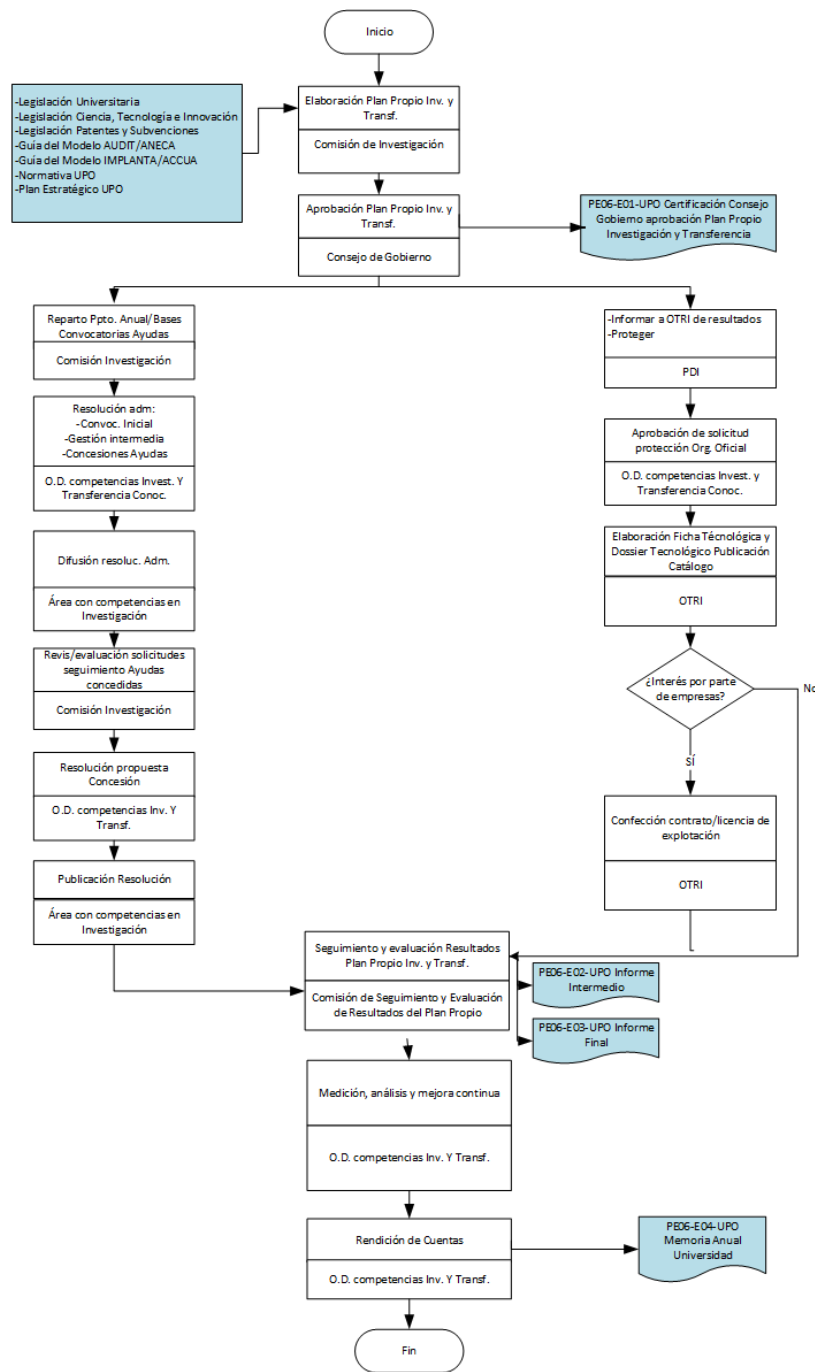 Inicio
-Legislación Universitaria
-Legislación Ciencia, Tecnología e Innovación
-Legislación Patentes y Subvenciones
-Guía del Modelo AUDIT/ANECA
-Guía del Modelo IMPLANTA/ACCUA
-Normativa UPO
-Plan Estratégico UPO
Elaboración Plan Propio Inv. y
Transf.
Comisión de Investigación
Aprobación Plan Propio Inv. y
Transf.
Consejo de Gobierno
PE06-E01-UPO Certificación Consejo
Gobierno aprobación Plan Propio
Investigación y Transferencia
Reparto Ppto. Anual/Bases
Convocatorias Ayudas
Comisión Investigación
Resolución adm:
-Convoc. Inicial
-Gestión intermedia
-Concesiones Ayudas
O.D. competencias Invest. Y
Transferencia Conoc.
Difusión resoluc. Adm.
Área con competencias en
Investigación
Revis/evaluación solicitudes
seguimiento Ayudas
concedidas
Comisión Investigación
Resolución propuesta
Concesión
O.D. competencias Inv. Y
Transf.
Publicación Resolución
Área con competencias en
Investigación
-Informar a OTRI de resultados
-Proteger
PDI
Aprobación de solicitud
protección Org. Oficial
O.D. competencias Invest. y
Transferencia Conoc.
Elaboración Ficha Técnológica y
Dossier Tecnológico Publicación
Catálogo
OTRI
¿Interés por parte
de empresas?
No
SÍ
Confección contrato/licencia de
explotación
OTRI
Seguimiento y evaluación Resultados
Plan Propio Inv. y Transf.
Comisión de Seguimiento y Evaluación
de Resultados del Plan Propio
PE06-E02-UPO Informe
Intermedio
PE06-E03-UPO Informe
Final
Medición, análisis y mejora continua
O.D. competencias Inv. Y Transf.
Rendición de Cuentas
O.D. competencias Inv. Y Transf.
PE06-E04-UPO
Memoria Anual
Universidad
Fin